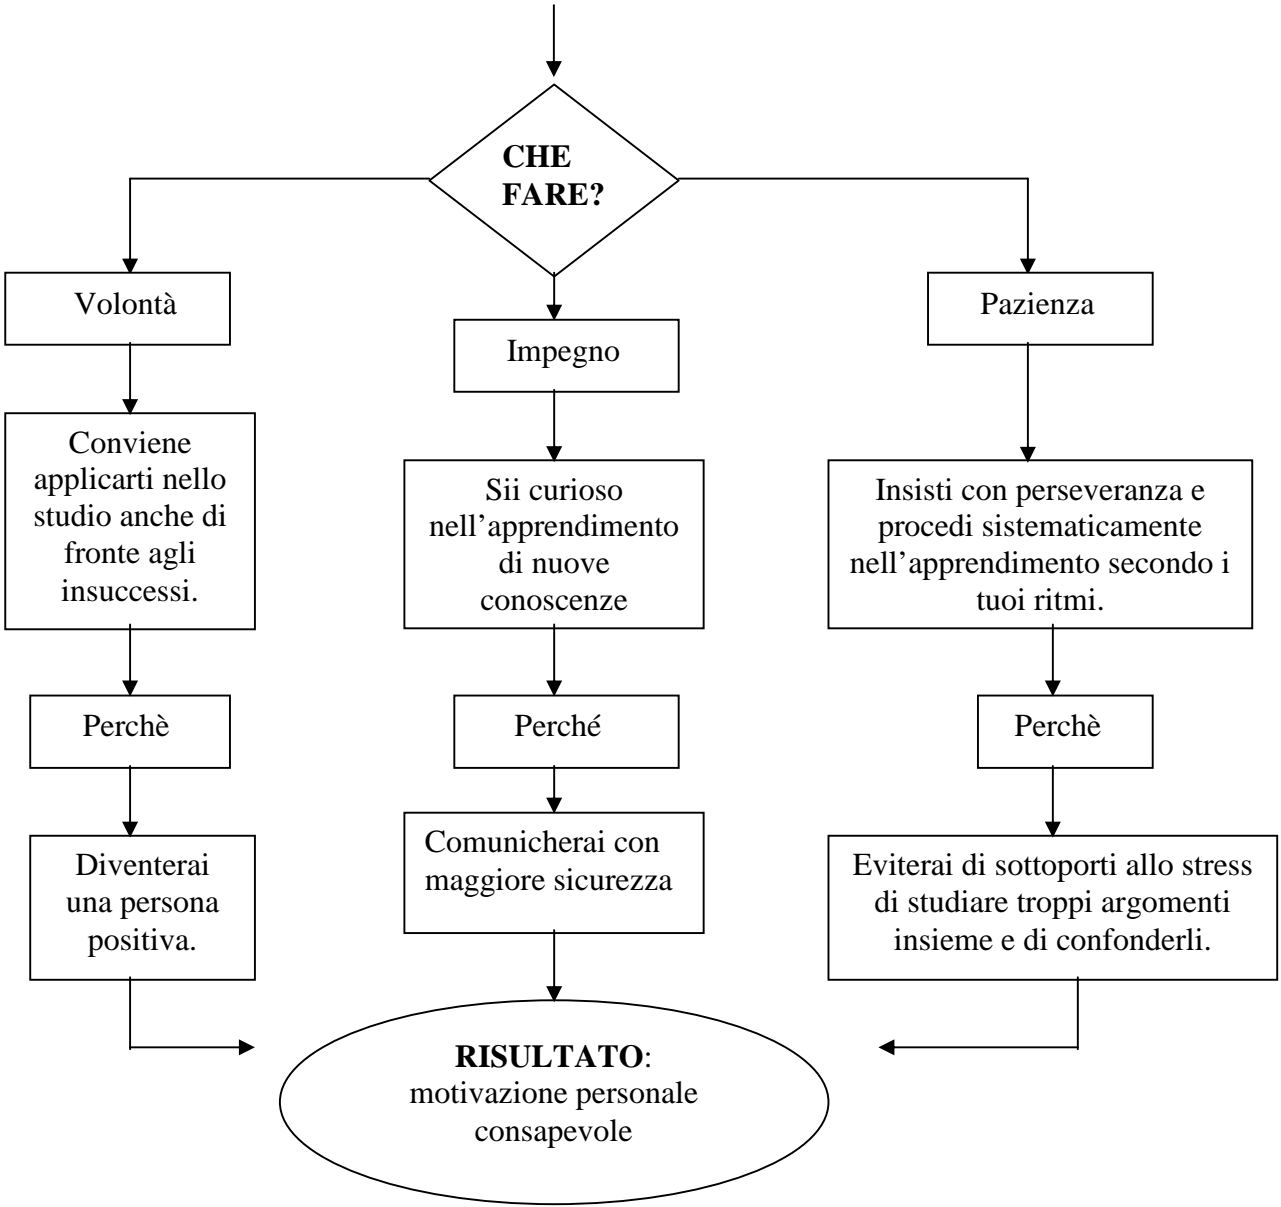 CHE
FARE?
Volontà
Conviene
applicarti nello
studio anche di
fronte agli
insuccessi.
Perchè
Diventerai
una persona
positiva.
Impegno
Sii curioso
nell’apprendimento
di nuove
conoscenze
Perché
Comunicherai con
maggiore sicurezza
Pazienza
Insisti con perseveranza e
procedi sistematicamente
nell’apprendimento secondo i
tuoi ritmi.
Perchè
Eviterai di sottoporti allo stress
di studiare troppi argomenti
insieme e di confonderli.
RISULTATO:
motivazione personale
consapevole